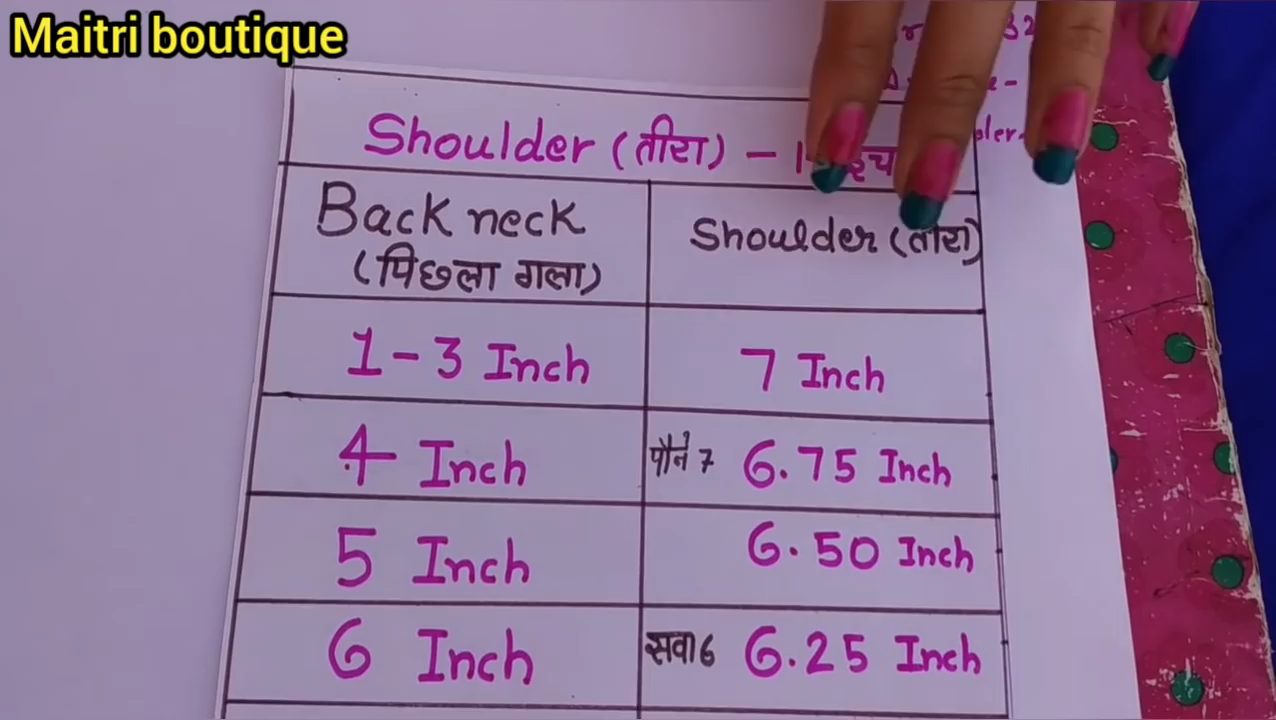 Maitri boutique
Shoulder (तीरा) -
Back neck
(पिछला गला)
Shoulder (तीरा)
1-3 Inch
7 Inch
4 Inch
पौने 7 6.75 Inch
5 Inch
6.50 Inch
6 Inch
सवा 6 6.25 Inch